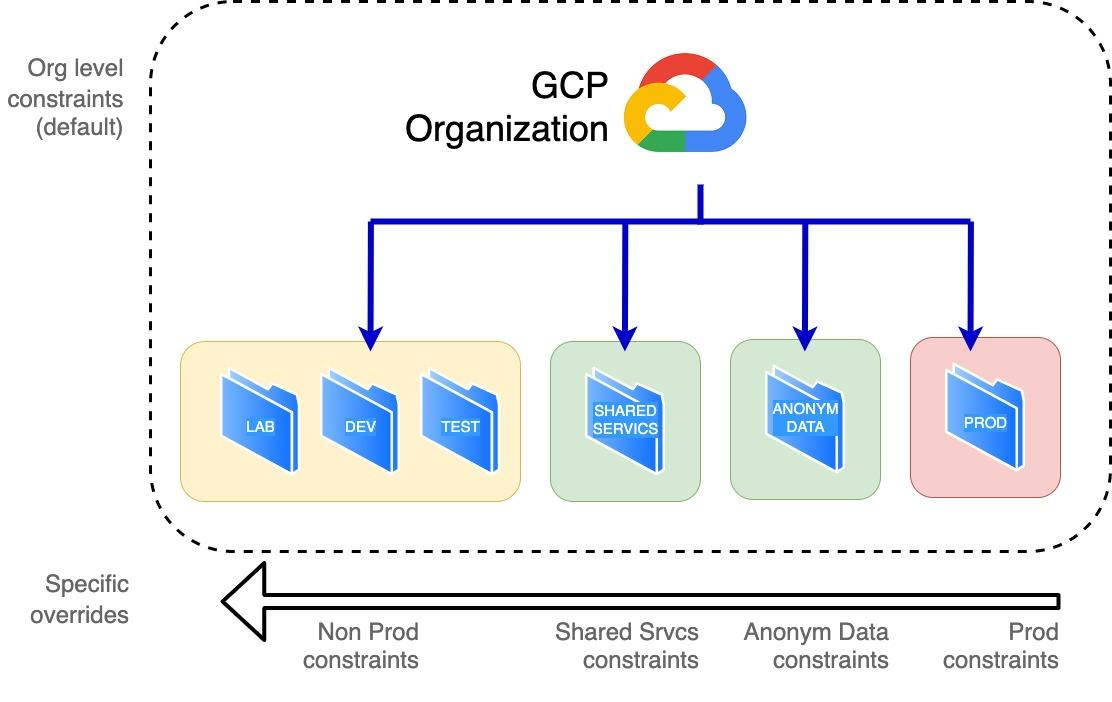 Org level
constraints
(default)
GCP
Organization
LAB
DEV
TEST
SHARED
SERVICS
ANONYM
DATA
PROD
Specific
overrides
Non Prod
constraints
Shared Srvcs
constraints
Anonym Data
constraints
Prod
constraints